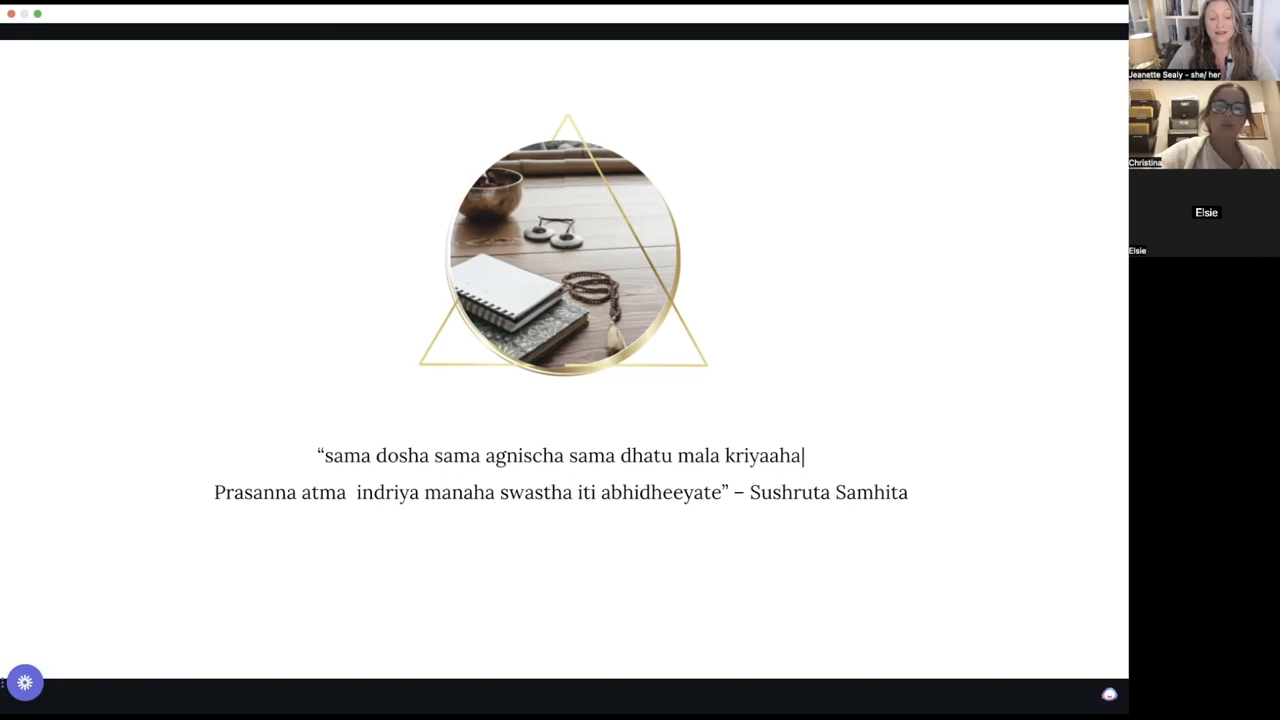 “sama dosha sama agnischa sama dhatu mala kriyaaha|
Prasanna atma  indriya manaha swastha iti abhidheeyate” – Sushruta Samhita
Jeanette Sealy - she/ her
Christina
Elsie
Elsie